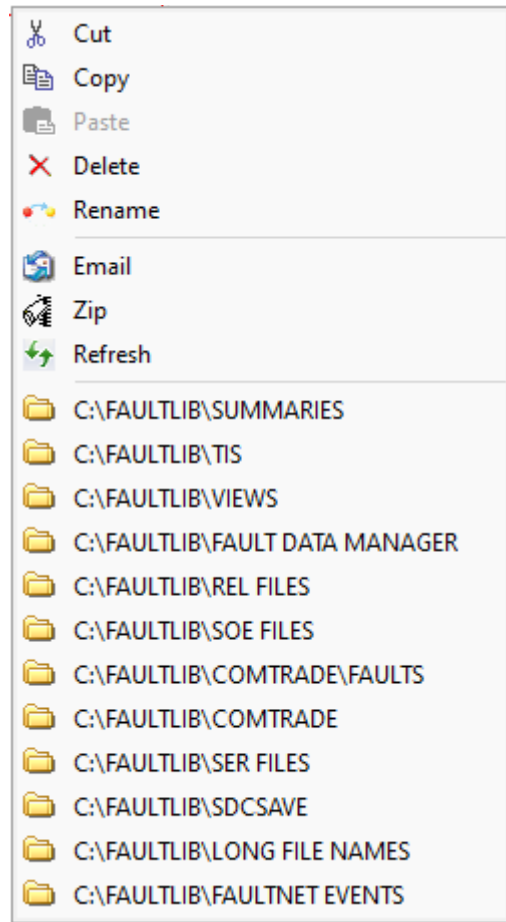 Cut
Copy
Paste
Delete
Rename
Email
Zip
Refresh
C:\FAULTLIB\SUMMARIES
C:\FAULTLIB\TIS
C:\FAULTLIB\VIEWS
C:\FAULTLIB\FAULT DATA MANAGER
C:\FAULTLIB\REL FILES
C:\FAULTLIB\SOE FILES
C:\FAULTLIB\COMTRADE\FAULTS
C:\FAULTLIB\COMTRADE
C:\FAULTLIB\SER FILES
C:\FAULTLIB\SDCSAVE
C:\FAULTLIB\LONG FILE NAMES
C:\FAULTLIB\FAULTNET EVENTS